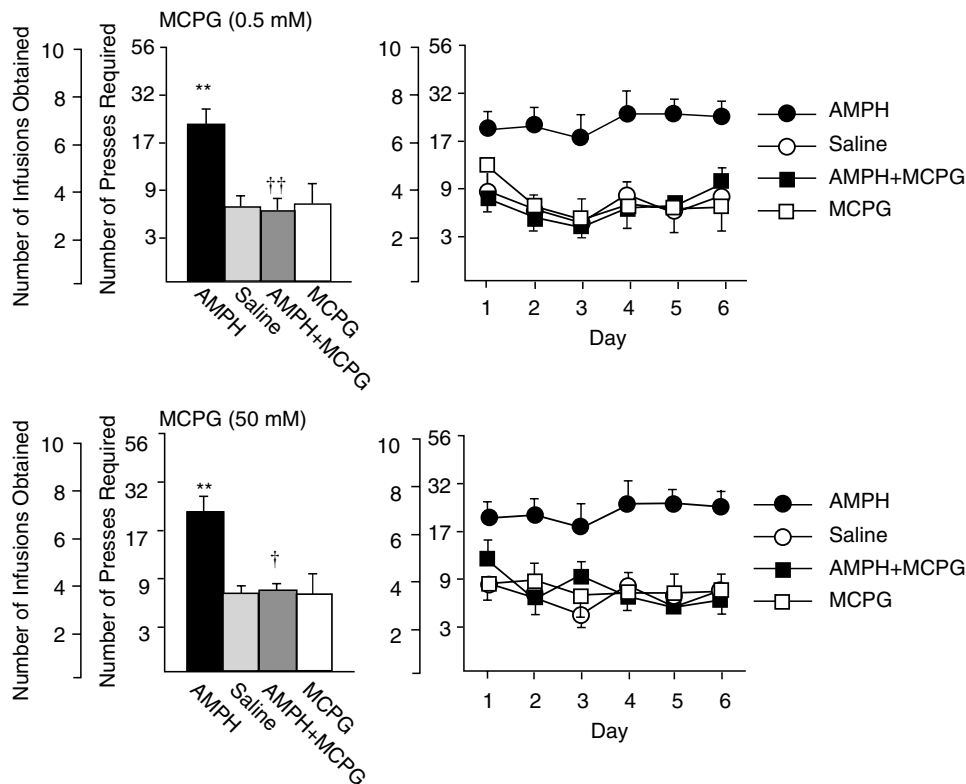 MCPG (0.5 mM)
Number of Infusions Obtained
10
8
6
4
2
Number of Presses Required
56
32
17
9
3
**
††
AMPH
Saline
AMPH+MCPG
MCPG
10
8
6
4
2
56
32
17
9
3
1 2 3 4 5 6
Day
AMPH
Saline
AMPH+MCPG
MCPG
MCPG (50 mM)
Number of Infusions Obtained
10
8
6
4
2
Number of Presses Required
56
32
17
9
3
**
†
AMPH
Saline
AMPH+MCPG
MCPG
10
8
6
4
2
56
32
17
9
3
1 2 3 4 5 6
Day
AMPH
Saline
AMPH+MCPG
MCPG